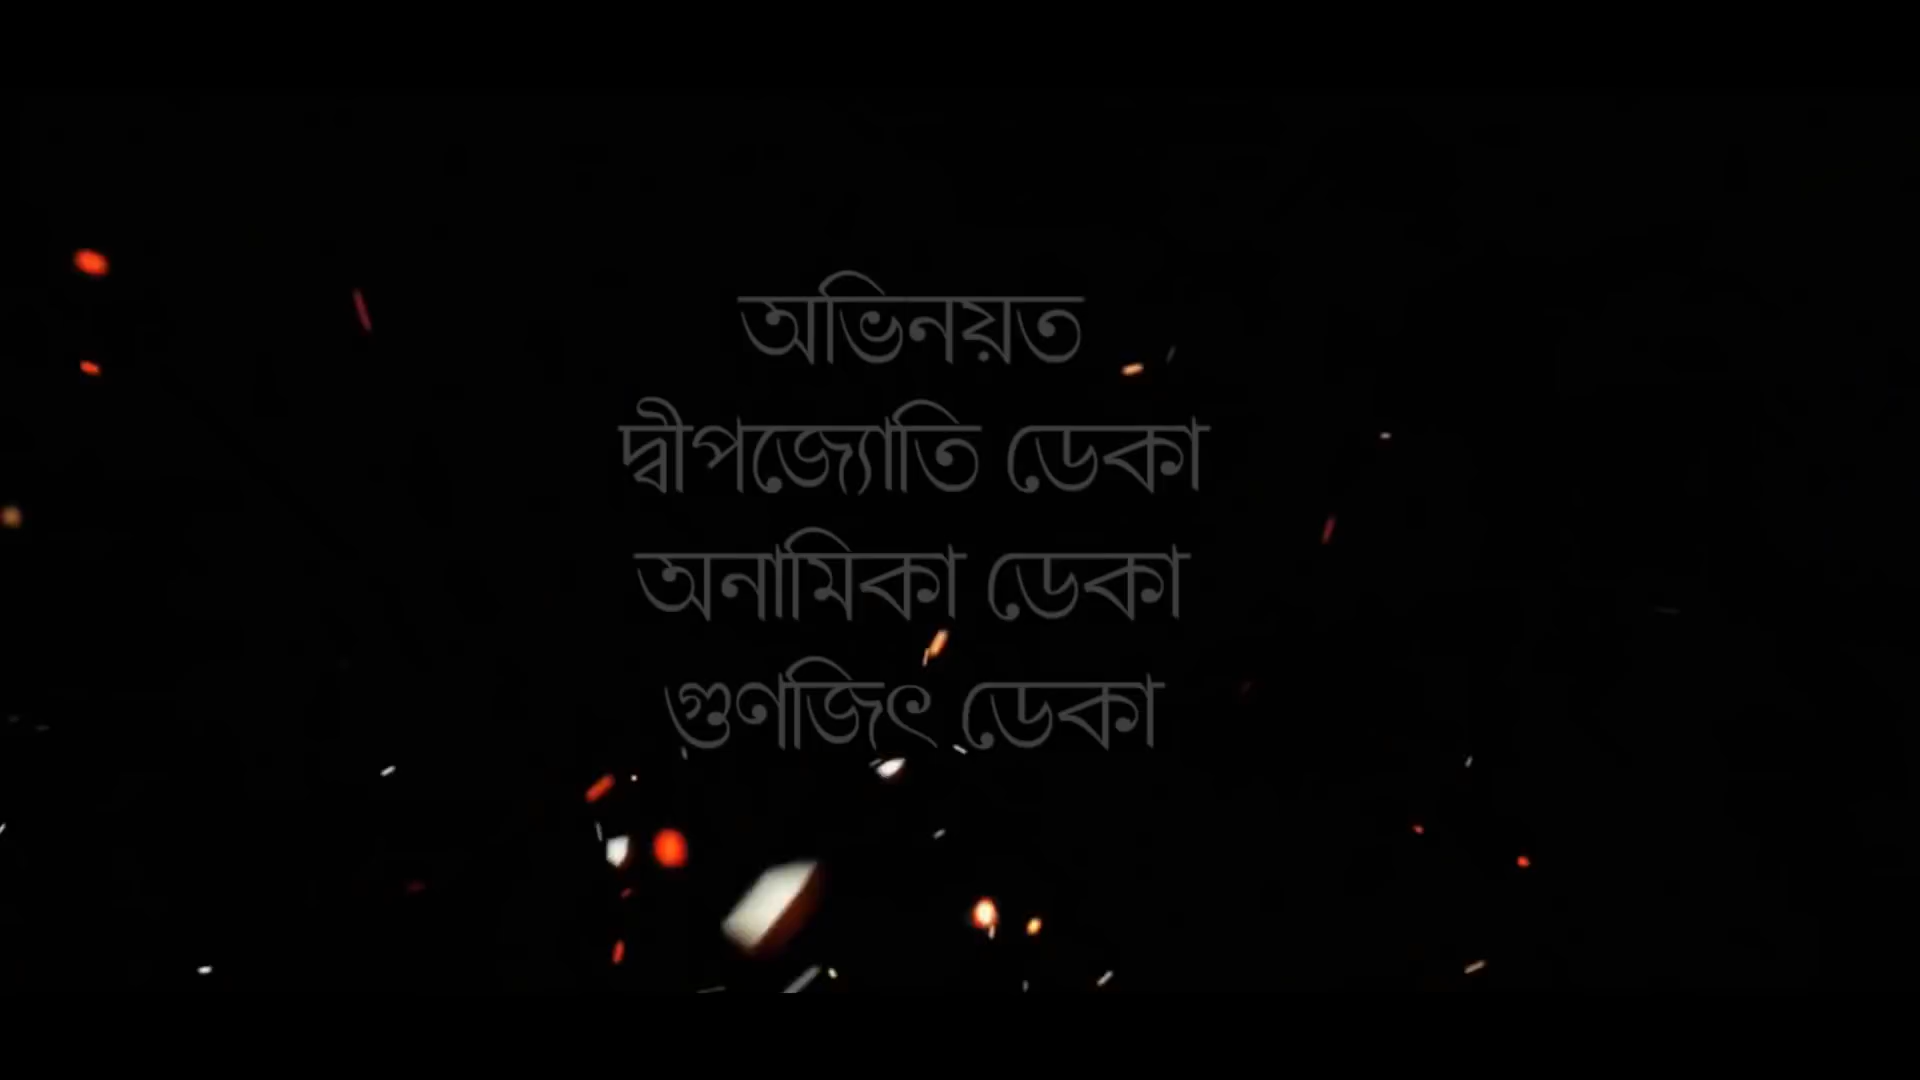 অভিনয়ত
দ্বীপজ্যোতি ডেকা
অনামিকা ডেকা
গুণজিৎ ডেকা